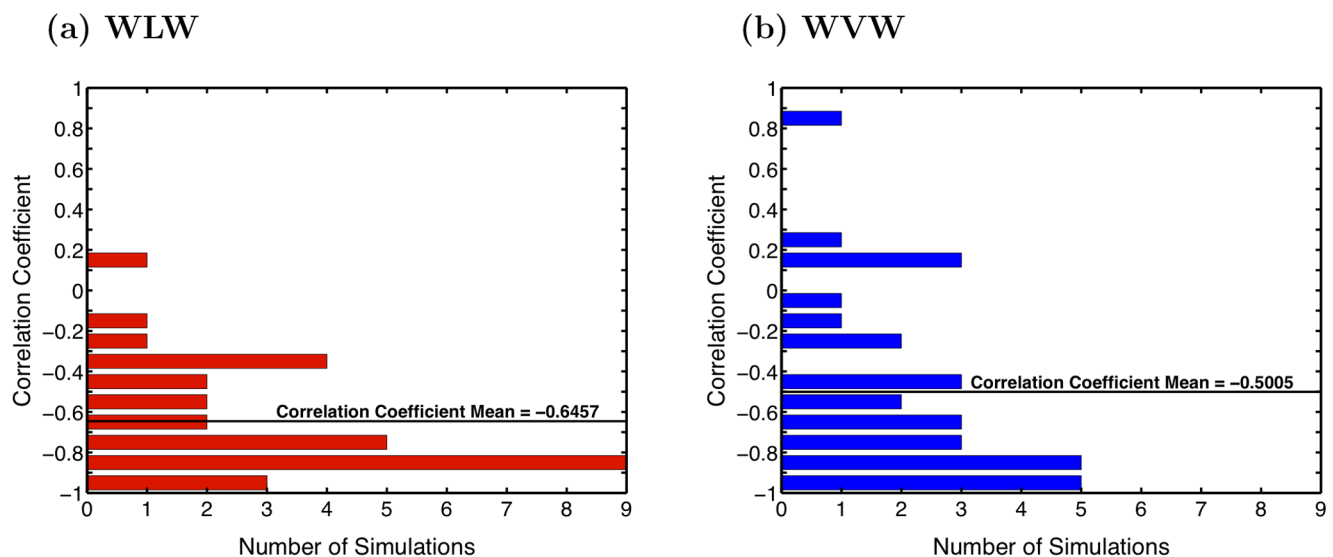 (a) WLW
1
0.8
0.6
0.4
0.2
0
−0.2
−0.4
−0.6
−0.8
−1
Correlation Coefficient
Correlation Coefficient Mean = −0.6457
0 1 2 3 4 5 6 7 8 9
Number of Simulations
(b) WVW
1
0.8
0.6
0.4
0.2
0
−0.2
−0.4
−0.6
−0.8
−1
Correlation Coefficient
Correlation Coefficient Mean = −0.5005
0 1 2 3 4 5 6 7 8 9
Number of Simulations